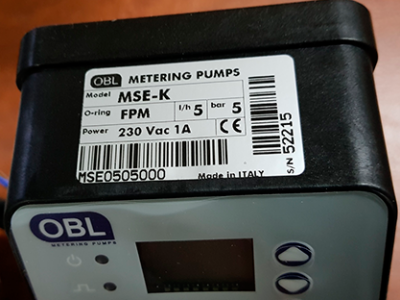 OBL METERING PUMPS
Model MSE-K
O-ring FPM l/h 5 bar 5
Power 230 Vac 1A CE
MSE0505000
Made in ITALY
S/N 52215
OBL
METERING PUMPS